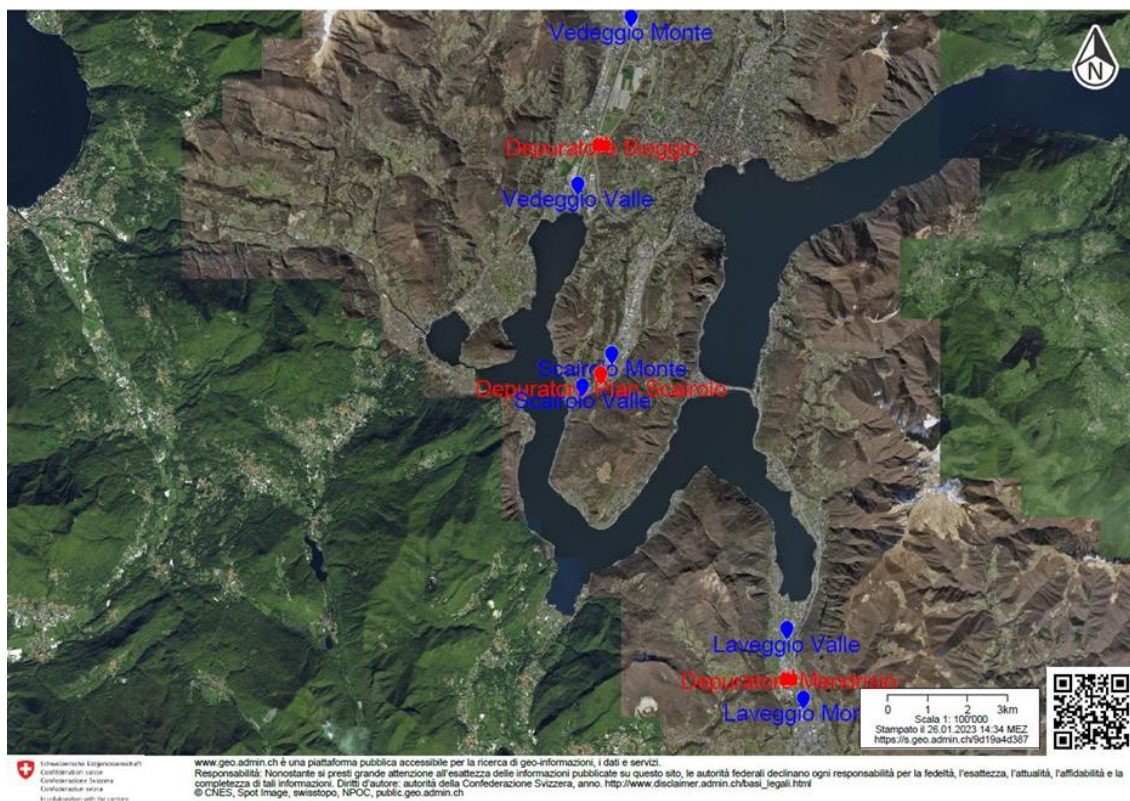 Vedeggio Monte
N
Depuratore Bioggio
Vedeggio Valle
Scairolo Monte
Depuratore Pian Scairolo
Scairolo Valle
Laveggio Valle
Depuratore Mendrisio
Laveggio Mon
0 1 2 3km
Scala 1: 100'000
Stampato il 26.01.2023 14:34 MEZ
https://s.geo.admin.ch/9d19a4d387
Schweizerische Eidgenossenschaft
Confédération suisse
Confederazione Svizzera
Confederaziun svizra
In collaboration with the cantons
www.geo.admin.ch è una piattaforma pubblica accessibile per la ricerca di geo-informazioni, i dati e servizi.
Responsabilità: Nonostante si presti grande attenzione all'esattezza delle informazioni pubblicate su questo sito, le autorità federali declinano ogni responsabilità per la fedeltà, l'esattezza, l'attualità, l'affidabilità e la
completezza di tali informazioni. Diritti d'autore: autorità della Confederazione Svizzera, anno. http://www.disclaimer.admin.ch/basi_legali.html
© CNES, Spot Image, swisstopo, NPOC, public.geo.admin.ch